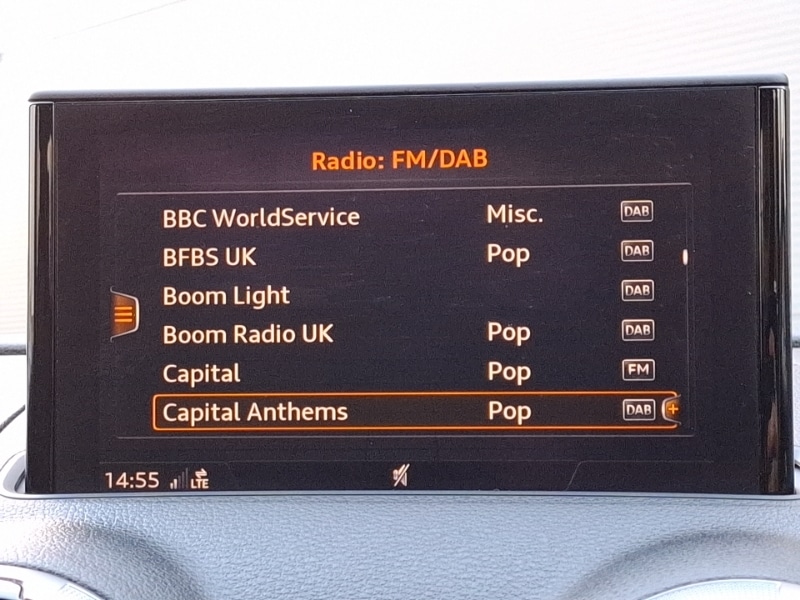 Radio: FM/DAB
BBC WorldService Misc. DAB
BFBS UK Pop DAB
Boom Light DAB
Boom Radio UK Pop DAB
Capital Pop FM
Capital Anthems Pop DAB +
14:55 LTE